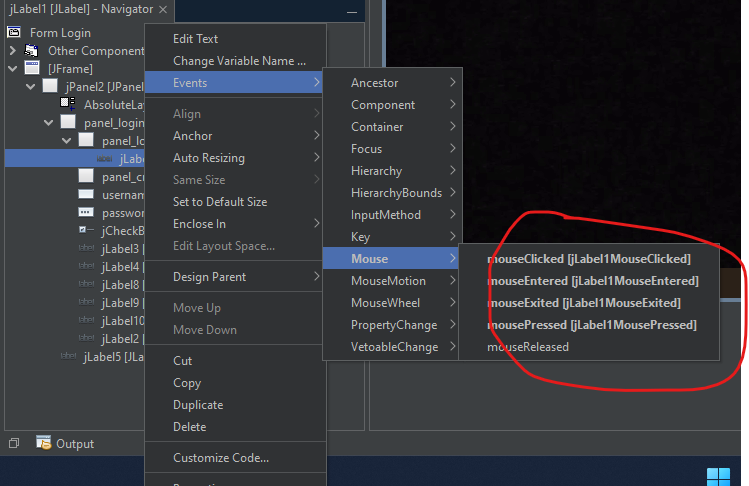 jLabel1 [JLabel] - Navigator
Form Login
Other Component
[JFrame]
jPanel2 [JPane
AbsoluteLay
panel_login
panel_lo
jLabe
panel_cr
usernam
passwor
jCheckB
jLabel3 [
jLabel4 [
jLabel8 [
jLabel9 [
jLabel10
jLabel2 [
jLabel5 [JLa
Output
Edit Text
Change Variable Name ...
Events
Align
Anchor
Auto Resizing
Same Size
Set to Default Size
Enclose In
Edit Layout Space...
Design Parent
Move Up
Move Down
Cut
Copy
Duplicate
Delete
Customize Code...
Ancestor
Component
Container
Focus
Hierarchy
HierarchyBounds
InputMethod
Key
Mouse
MouseMotion
MouseWheel
PropertyChange
VetoableChange
mouseClicked [jLabel1MouseClicked]
mouseEntered [jLabel1MouseEntered]
mouseExited [jLabel1MouseExited]
mousePressed [jLabel1MousePressed]
mouseReleased